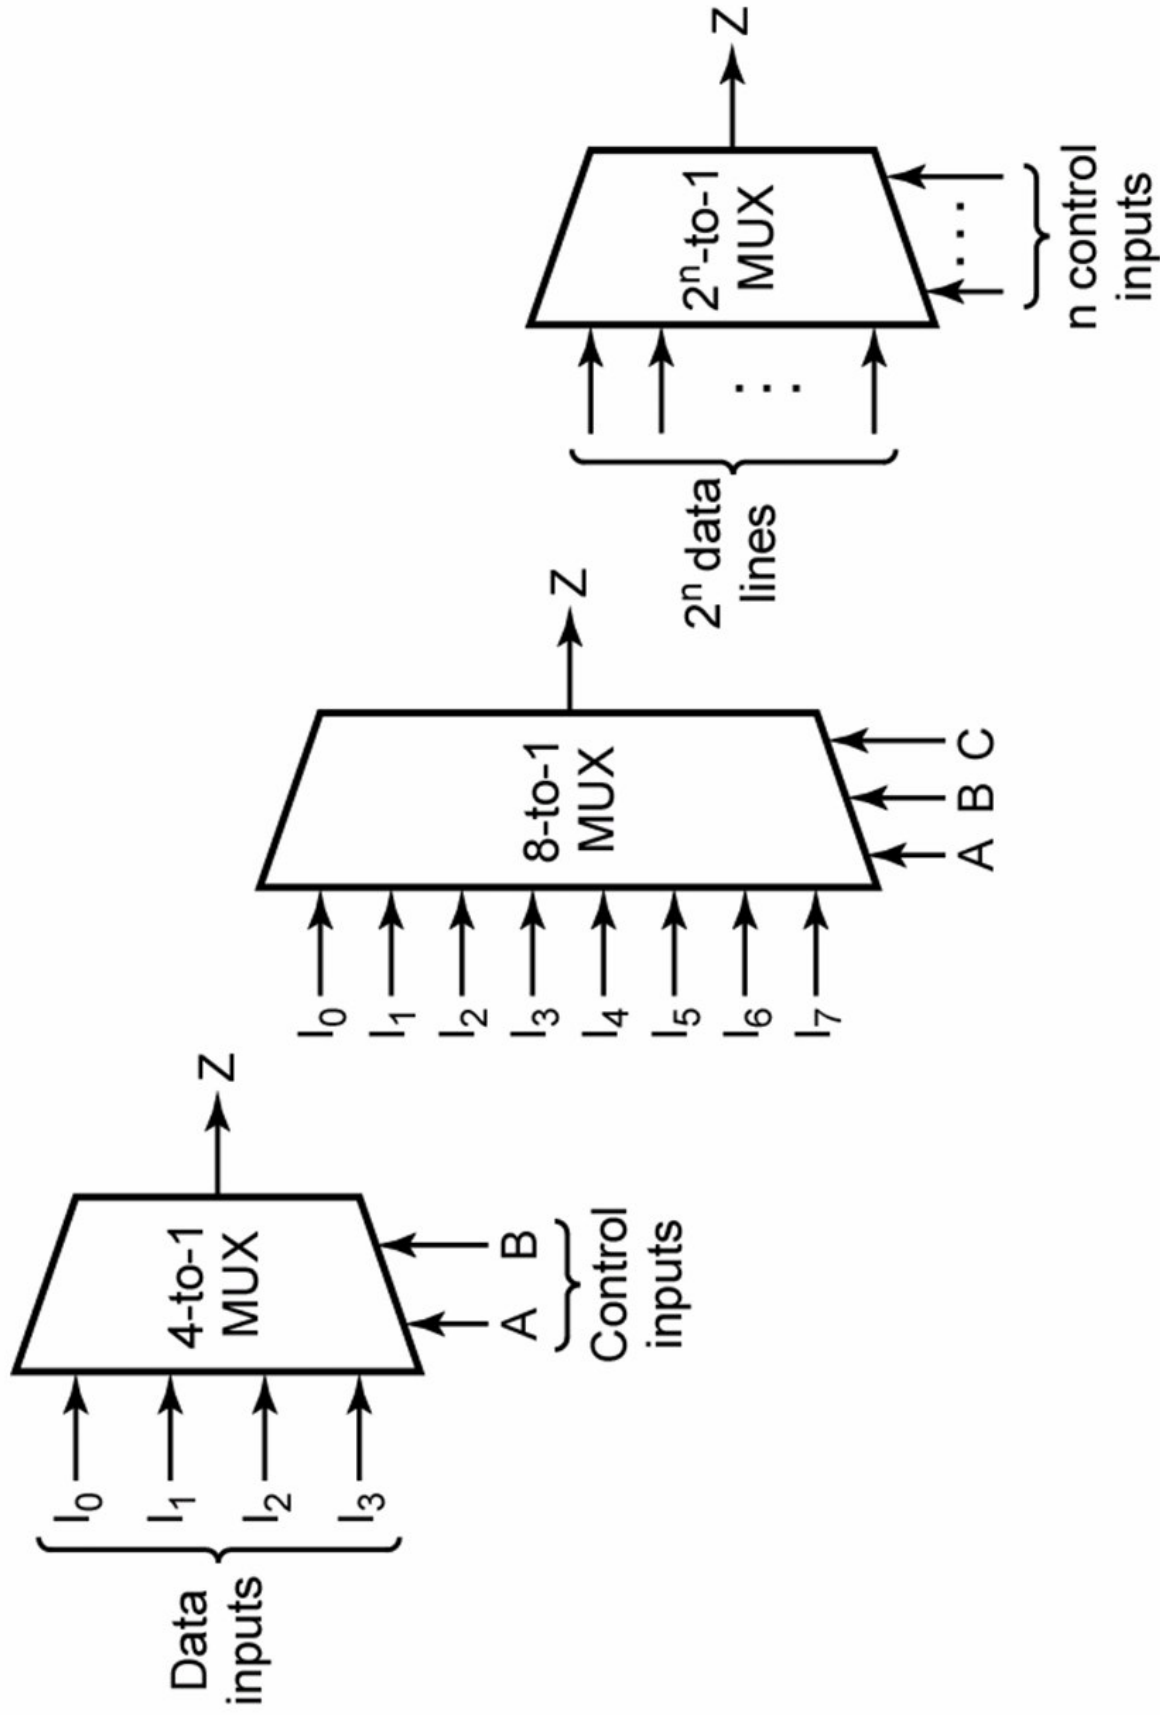 Data
inputs
I₀
I₁
I₂
I₃
4-to-1
MUX
Z
A B
Control
inputs
I₀
I₁
I₂
I₃
I₄
I₅
I₆
I₇
8-to-1
MUX
Z
A B C
2ⁿ data
lines
. . .
2ⁿ-to-1
MUX
Z
. . .
n control
inputs